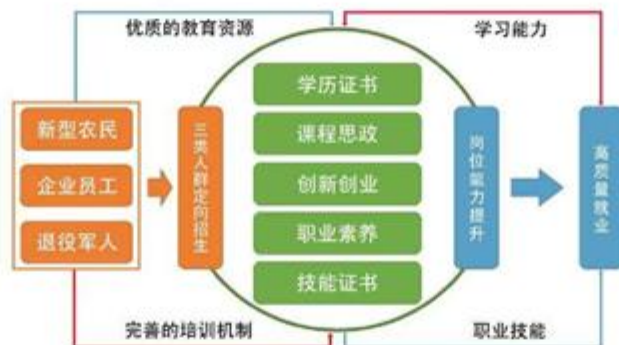 优质的教育资源
学习能力
新型农民
企业员工
退役军人
三类人群定向招生
学历证书
课程思政
创新创业
职业素养
技能证书
岗位能力提升
高质量就业
完善的培训机制
职业技能